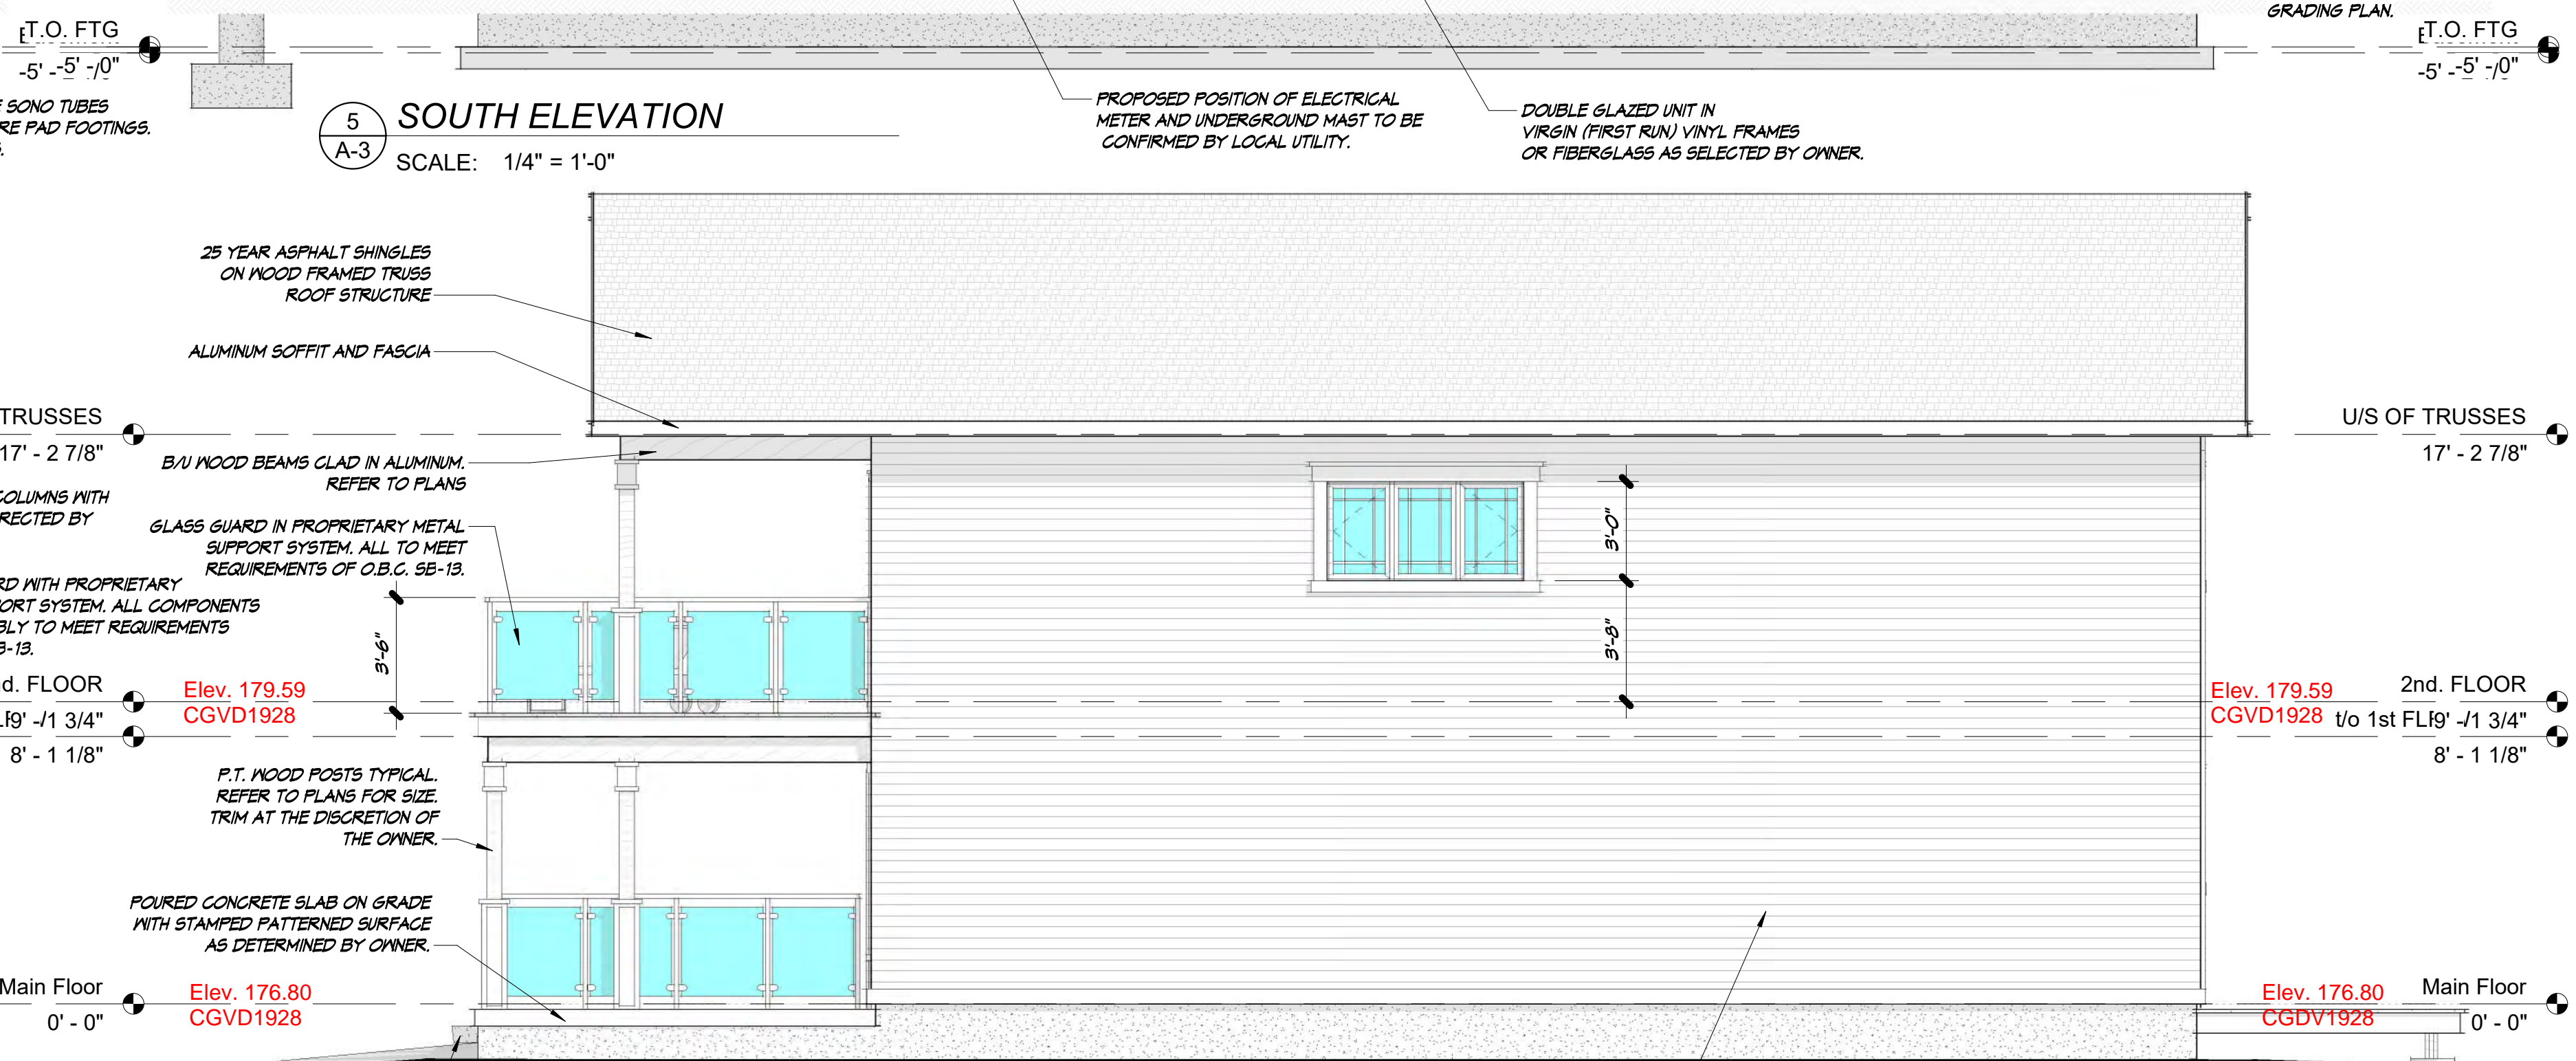 GRADING PLAN.
T.O. FTG
-5' -0"
T.O. FTG
-5' -0"
SONO TUBES
PAD FOOTINGS.
5
A-3
SOUTH ELEVATION
SCALE: 1/4" = 1'-0"
PROPOSED POSITION OF ELECTRICAL
METER AND UNDERGROUND MAST TO BE
CONFIRMED BY LOCAL UTILITY.
DOUBLE GLAZED UNIT IN
VIRGIN (FIRST RUN) VINYL FRAMES
OR FIBERGLASS AS SELECTED BY OWNER.
25 YEAR ASPHALT SHINGLES
ON WOOD FRAMED TRUSS
ROOF STRUCTURE
ALUMINUM SOFFIT AND FASCIA
TRUSSES
17' - 2 7/8"
U/S OF TRUSSES
17' - 2 7/8"
B/U WOOD BEAMS CLAD IN ALUMINUM.
REFER TO PLANS
COLUMNS WITH
BY
GLASS GUARD IN PROPRIETARY METAL
SUPPORT SYSTEM. ALL TO MEET
REQUIREMENTS OF O.B.C. SB-13.
WITH PROPRIETARY
SYSTEM. ALL COMPONENTS
TO MEET REQUIREMENTS
3'-0"
3'-8"
3'-6"
FLOOR
9' - 1 3/4"
8' - 1 1/8"
Elev. 179.59
CGVD1928
Elev. 179.59
CGVD1928
2nd. FLOOR
t/o 1st FLR 9' - 1 3/4"
8' - 1 1/8"
P.T. WOOD POSTS TYPICAL.
REFER TO PLANS FOR SIZE.
TRIM AT THE DISCRETION OF
THE OWNER.
POURED CONCRETE SLAB ON GRADE
WITH STAMPED PATTERNED SURFACE
AS DETERMINED BY OWNER.
Main Floor
0' - 0"
Elev. 176.80
CGVD1928
Elev. 176.80
CGDV1928
Main Floor
0' - 0"